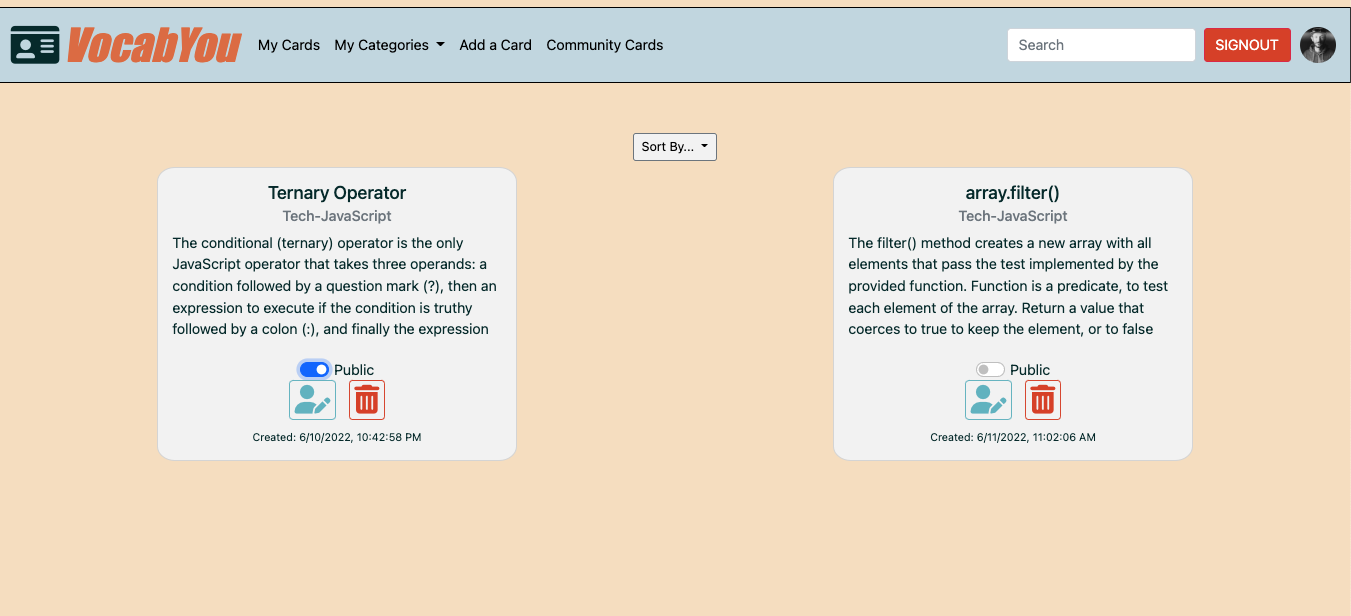 VocabYou My Cards My Categories Add a Card Community Cards Search SIGNOUT
Sort By...
Ternary Operator
Tech-JavaScript
The conditional (ternary) operator is the only
JavaScript operator that takes three operands: a
condition followed by a question mark (?), then an
expression to execute if the condition is truthy
followed by a colon (:), and finally the expression
Public
Created: 6/10/2022, 10:42:58 PM
array.filter()
Tech-JavaScript
The filter() method creates a new array with all
elements that pass the test implemented by the
provided function. Function is a predicate, to test
each element of the array. Return a value that
coerces to true to keep the element, or to false
Public
Created: 6/11/2022, 11:02:06 AM